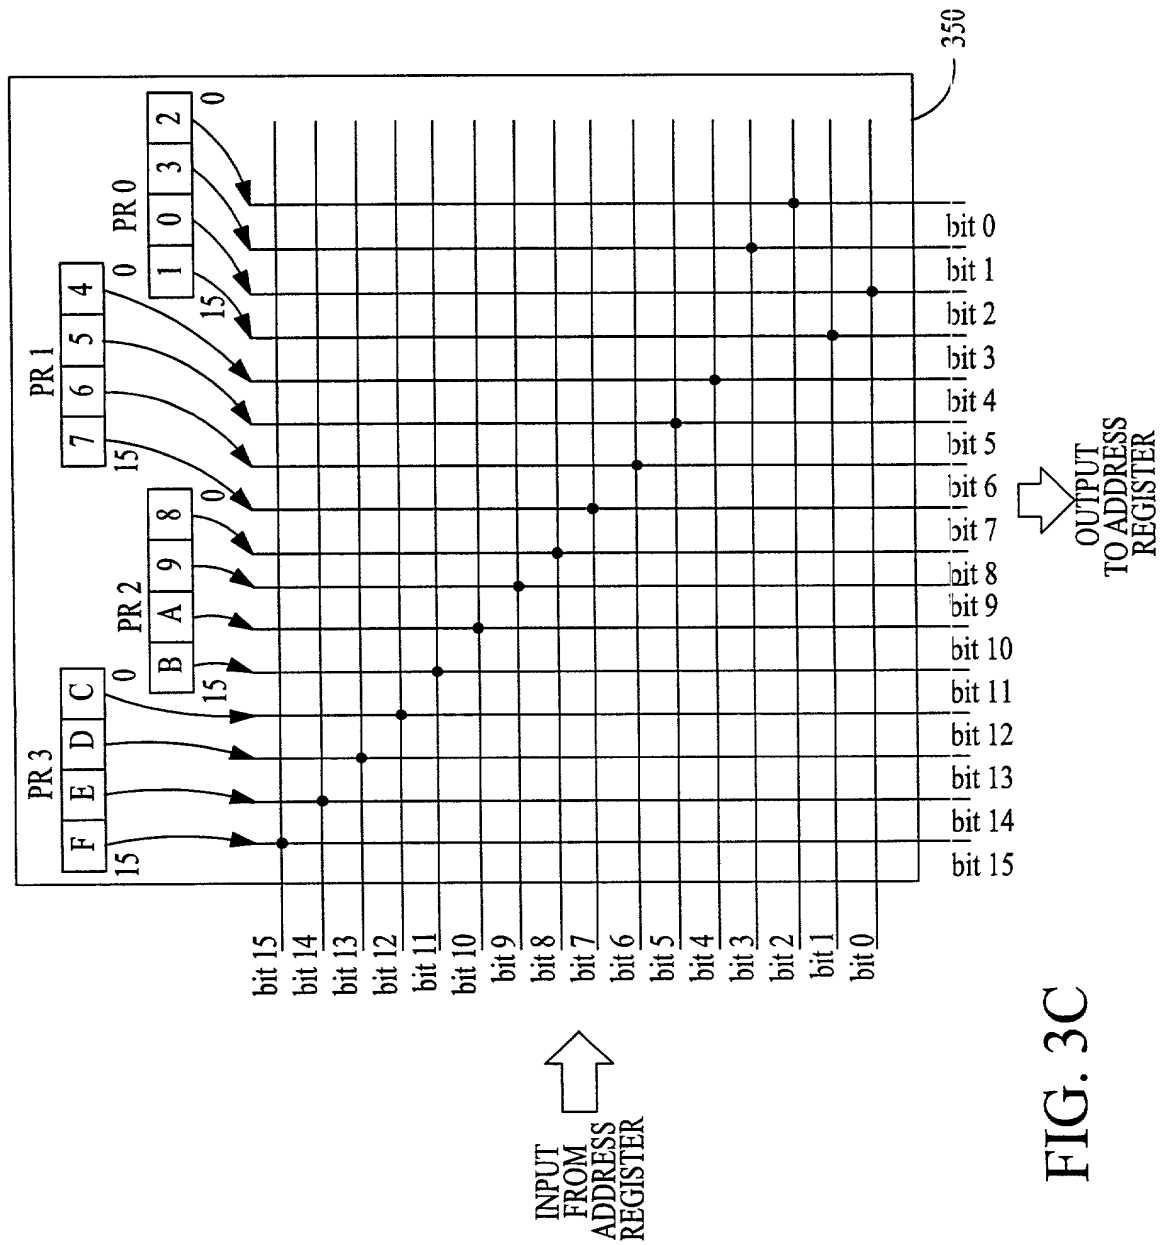 350
PR 3
F E D C
15 0
PR 2
B A 9 8
15 0
PR 1
7 6 5 4
15 0
PR 0
1 0 3 2
15 0
bit 15
bit 14
bit 13
bit 12
bit 11
bit 10
bit 9
bit 8
bit 7
bit 6
bit 5
bit 4
bit 3
bit 2
bit 1
bit 0
INPUT
FROM
ADDRESS
REGISTER
bit 15
bit 14
bit 13
bit 12
bit 11
bit 10
bit 9
bit 8
bit 7
bit 6
bit 5
bit 4
bit 3
bit 2
bit 1
bit 0
OUTPUT
TO ADDRESS
REGISTER
FIG. 3C